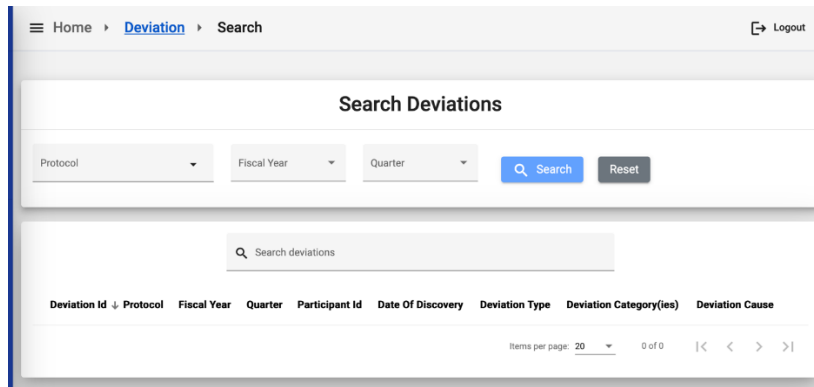 Home Deviation Search Logout
Search Deviations
Protocol Fiscal Year Quarter Search Reset
Search deviations
Deviation Id Protocol Fiscal Year Quarter Participant Id Date Of Discovery Deviation Type Deviation Category(ies) Deviation Cause
Items per page: 20 0 of 0